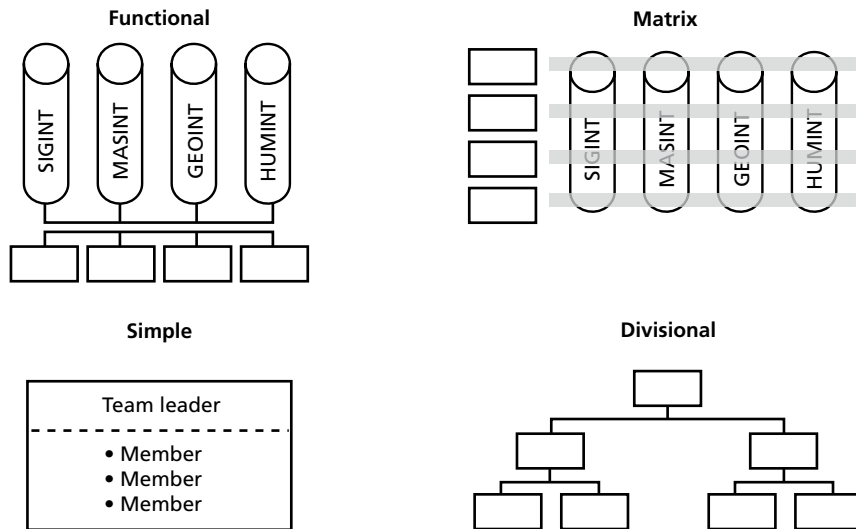 Functional
SIGINT
MASINT
GEOINT
HUMINT
Matrix
SIGINT
MASINT
GEOINT
HUMINT
Simple
Team leader
• Member
• Member
• Member
Divisional